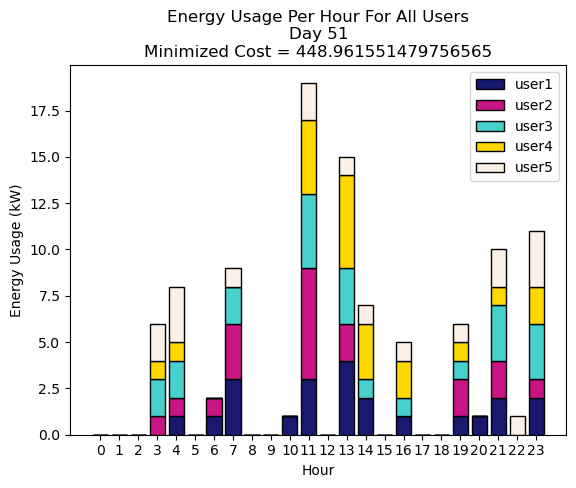 Energy Usage Per Hour For All Users
Day 51
Minimized Cost = 448.961551479756565
user1
user2
user3
user4
user5
Energy Usage (kW)
17.5
15.0
12.5
10.0
7.5
5.0
2.5
0.0
0 1 2 3 4 5 6 7 8 9 10 11 12 13 14 15 16 17 18 19 20 21 22 23
Hour